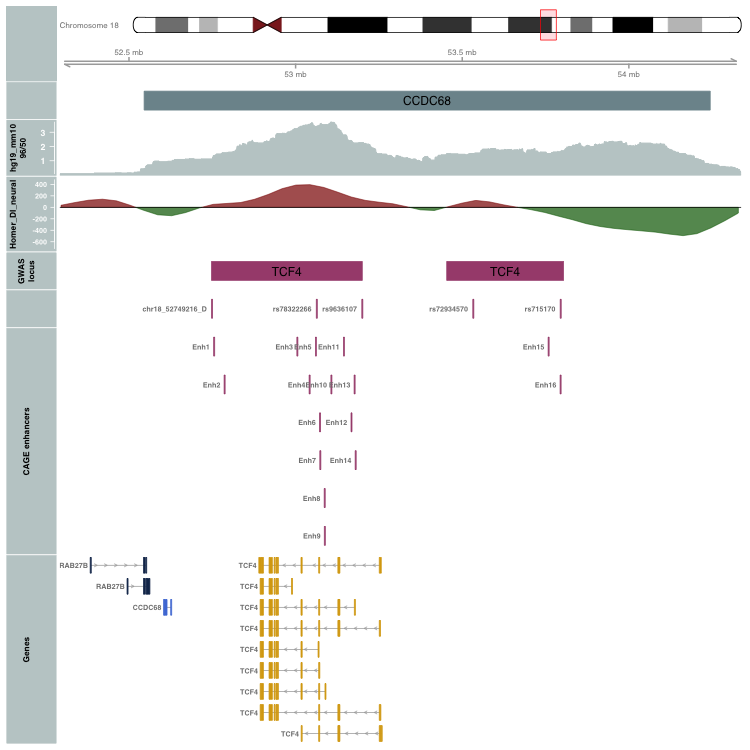 Chromosome 18
52.5 mb
53.5 mb
53 mb
54 mb
CCDC68
hg19_mm10
96/50
3
2
1
Homer_DI_neural
400
200
0
-200
-400
-600
GWAS
locus
TCF4
TCF4
chr18_52749216_D
rs78322266
rs9636107
rs72934570
rs715170
CAGE enhancers
Enh1
Enh3
Enh5
Enh11
Enh15
Enh2
Enh4
Enh10
Enh13
Enh16
Enh6
Enh12
Enh7
Enh14
Enh8
Enh9
Genes
RAB27B
TCF4
RAB27B
TCF4
CCDC68
TCF4
TCF4
TCF4
TCF4
TCF4
TCF4
TCF4